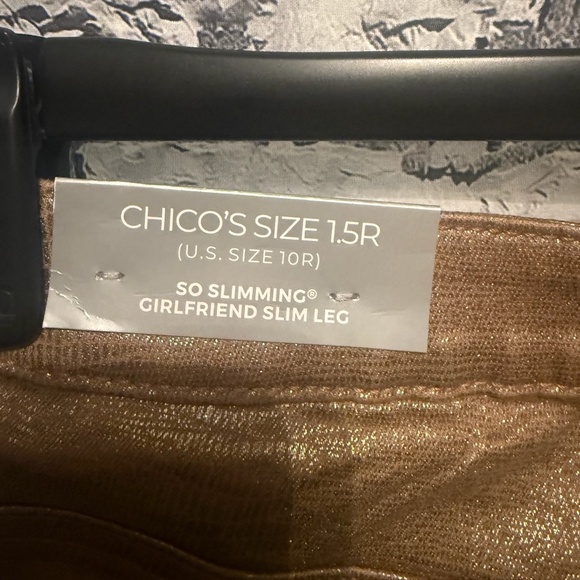 CHICO'S SIZE 1.5R
(U.S. SIZE 10R)
SO SLIMMING®
GIRLFRIEND SLIM LEG